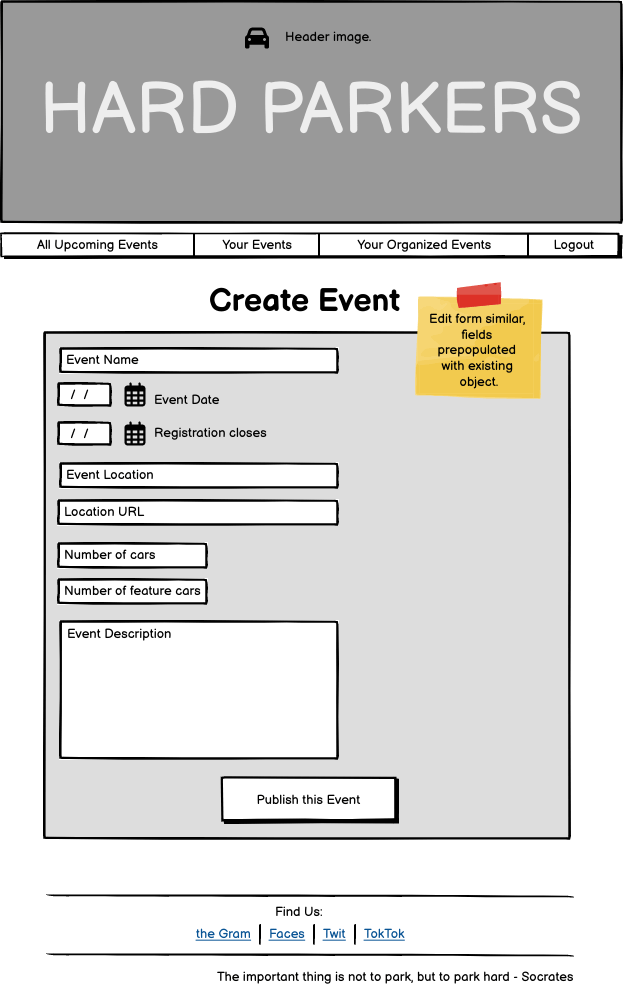 Header image.
HARD PARKERS
All Upcoming Events
Your Events
Your Organized Events
Logout
Create Event
Edit form similar,
fields
prepopulated
with existing
object.
Event Name
/ /
Event Date
/ /
Registration closes
Event Location
Location URL
Number of cars
Number of feature cars
Event Description
Publish this Event
Find Us:
the Gram
Faces
Twit
TokTok
The important thing is not to park, but to park hard - Socrates